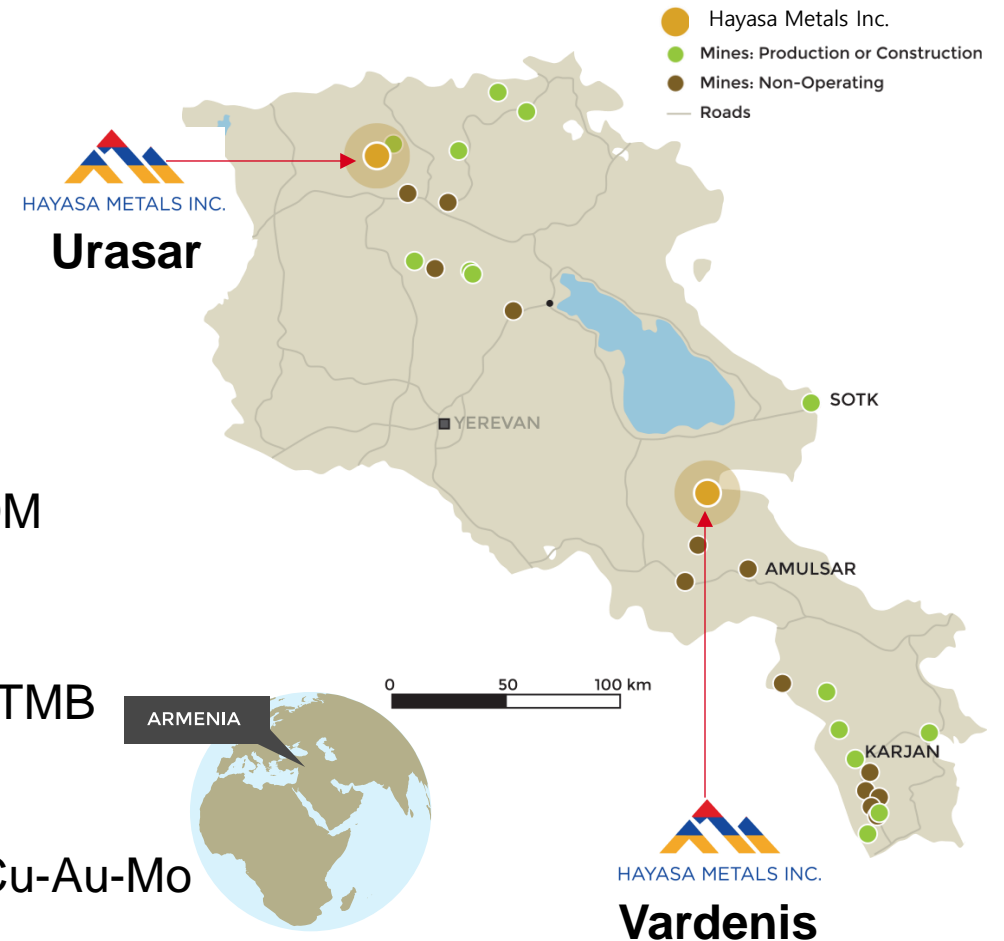 Hayasa Metals Inc.
Mines: Production or Construction
Mines: Non-Operating
Roads
HAYASA METALS INC.
Urasar
SOTK
YEREVAN
AMULSAR
TMB
0 50 100 km
ARMENIA
KARJAN
Cu-Au-Mo
HAYASA METALS INC.
Vardenis